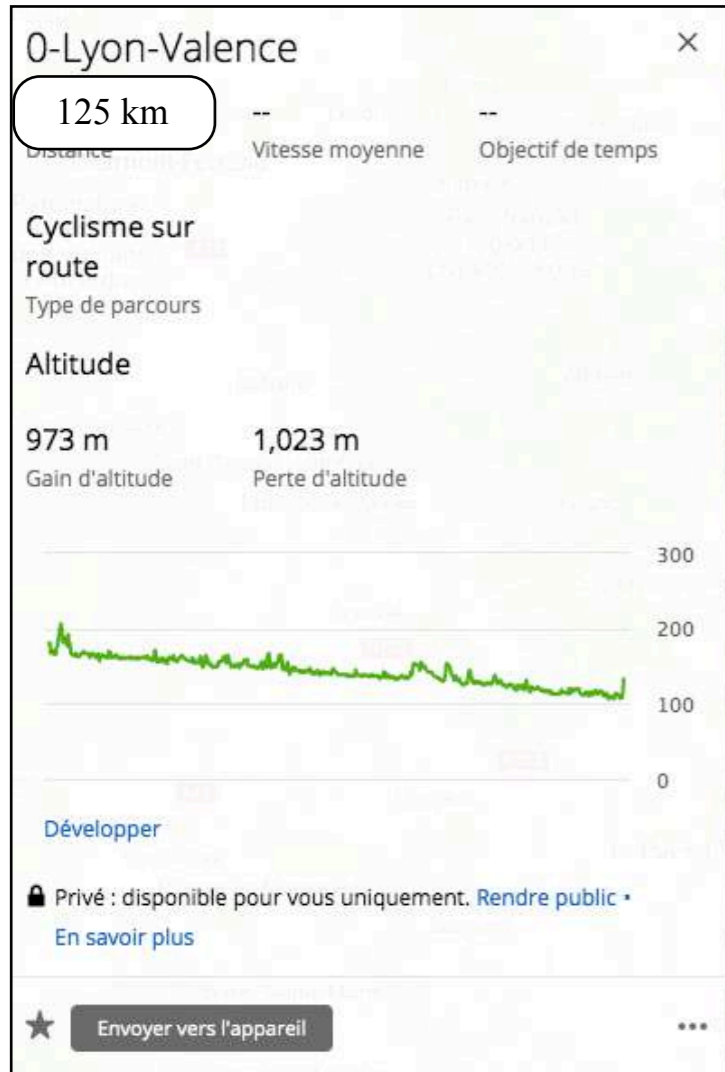 0-Lyon-Valence
125 km -- --
Distance Vitesse moyenne Objectif de temps
Cyclisme sur
route
Type de parcours
Altitude
973 m 1,023 m
Gain d'altitude Perte d'altitude
300
200
100
0
Développer
Privé : disponible pour vous uniquement. Rendre public •
En savoir plus
Envoyer vers l'appareil